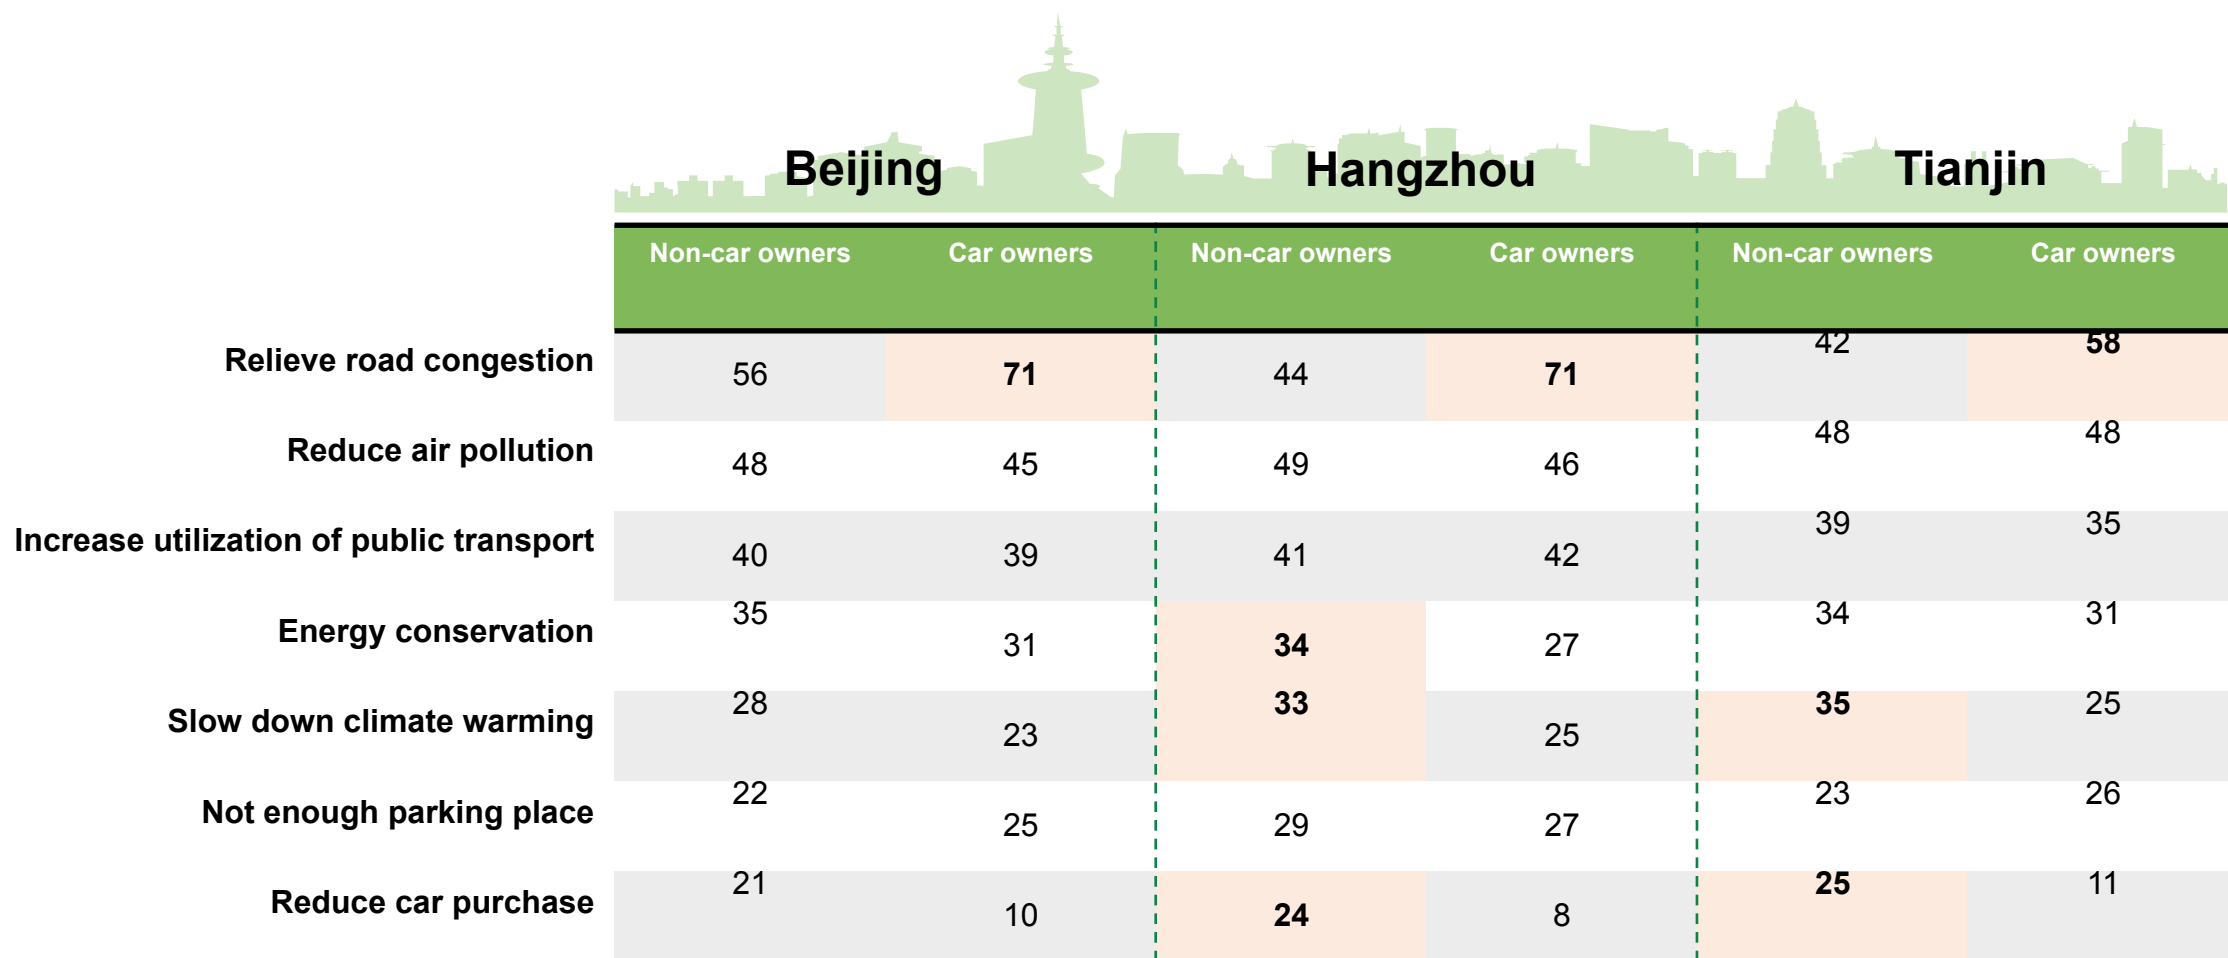 Beijing Hangzhou Tianjin
Non-car owners Car owners Non-car owners Car owners Non-car owners Car owners
Relieve road congestion 56 71 44 71 42 58
Reduce air pollution 48 45 49 46 48 48
Increase utilization of public transport 40 39 41 42 39 35
Energy conservation 35 31 34 27 34 31
Slow down climate warming 28 23 33 25 35 25
Not enough parking place 22 25 29 27 23 26
Reduce car purchase 21 10 24 8 25 11